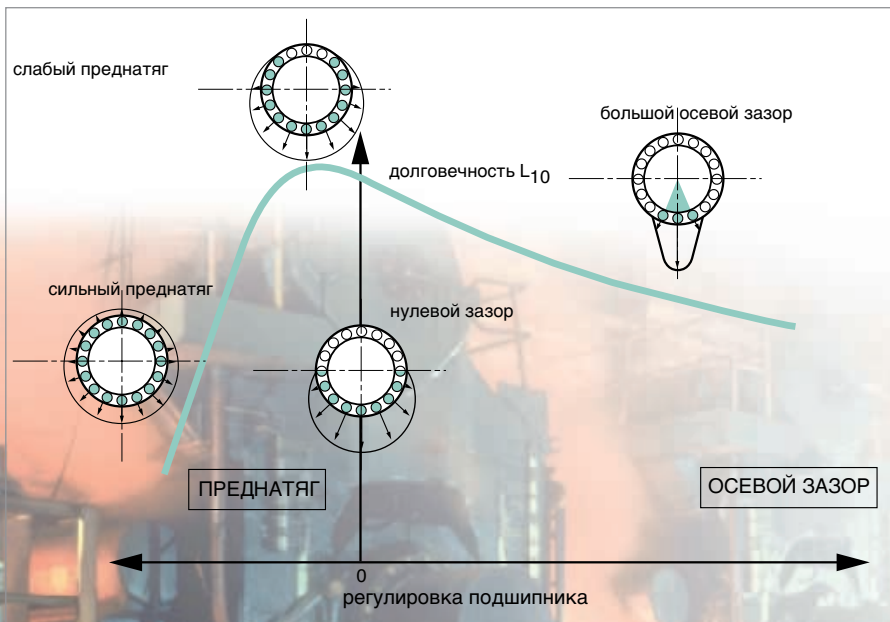 слабый преднатяг
большой осевой зазор
долговечность L10
сильный преднатяг
нулевой зазор
ПРЕДНАТЯГ
ОСЕВОЙ ЗАЗОР
0
регулировка подшипника